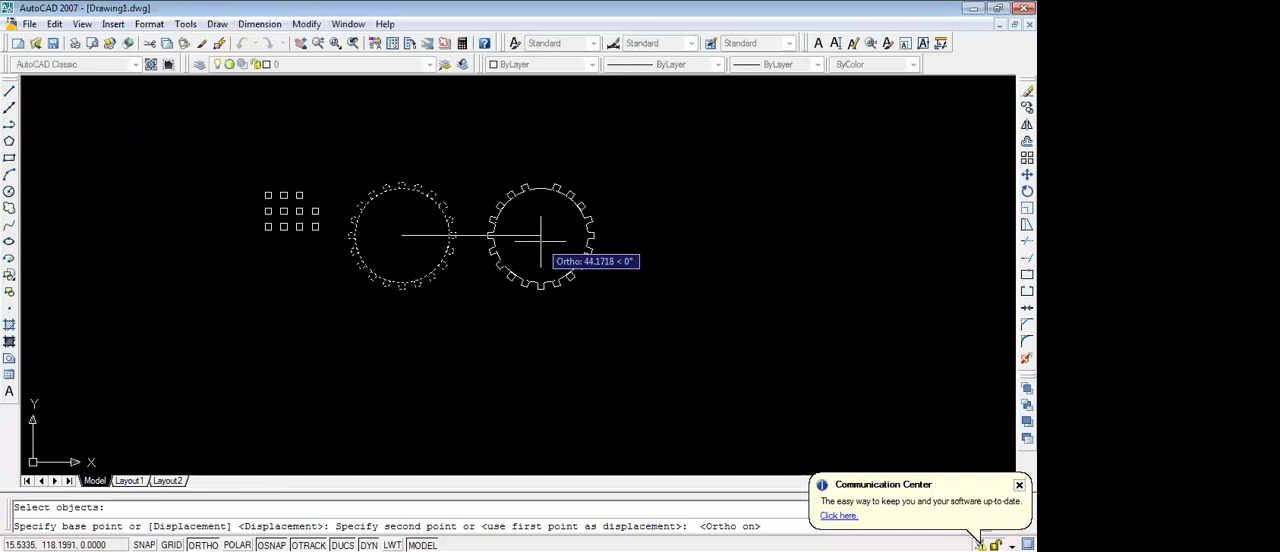 AutoCAD 2007 - [Drawing1.dwg]
File Edit View Insert Format Tools Draw Dimension Modify Window Help
Standard Standard Standard
AutoCAD Classic 0 ByLayer ByLayer ByLayer ByColor
Ortho: 44.1718 < 0°
Y
X
Model Layout1 Layout2
Communication Center
The easy way to keep you and your software up-to-date.
Click here.
Select objects:
Specify base point or [Displacement] <Displacement>: Specify second point or <use first point as displacement>: <Ortho on>
15.5335, 118.1991, 0.0000 SNAP GRID ORTHO POLAR OSNAP OTRACK DUCS DYN LWT MODEL